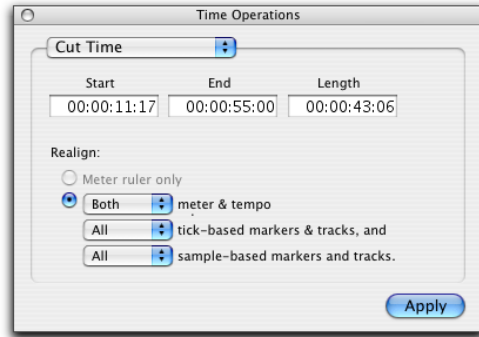 Time Operations
Cut Time
Start End Length
00:00:11:17 00:00:55:00 00:00:43:06
Realign:
Meter ruler only
Both meter & tempo
All tick-based markers & tracks, and
All sample-based markers and tracks.
Apply